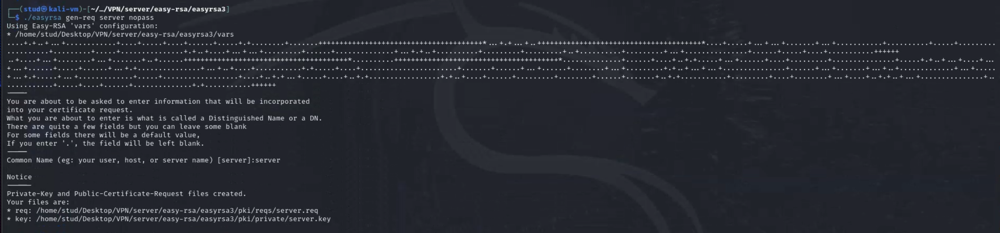 ┌──(stud㉿kali-vm)-[~/…/VPN/server/easy-rsa/easyrsa3]
└─$ ./easyrsa gen-req server nopass
Using Easy-RSA 'vars' configuration:
* /home/stud/Desktop/VPN/server/easy-rsa/easyrsa3/vars
-----
You are about to be asked to enter information that will be incorporated
into your certificate request.
What you are about to enter is what is called a Distinguished Name or a DN.
There are quite a few fields but you can leave some blank
For some fields there will be a default value,
If you enter '.', the field will be left blank.
-----
Common Name (eg: your user, host, or server name) [server]:server
Notice
------
Private-Key and Public-Certificate-Request files created.
Your files are:
* req: /home/stud/Desktop/VPN/server/easy-rsa/easyrsa3/pki/reqs/server.req
* key: /home/stud/Desktop/VPN/server/easy-rsa/easyrsa3/pki/private/server.key